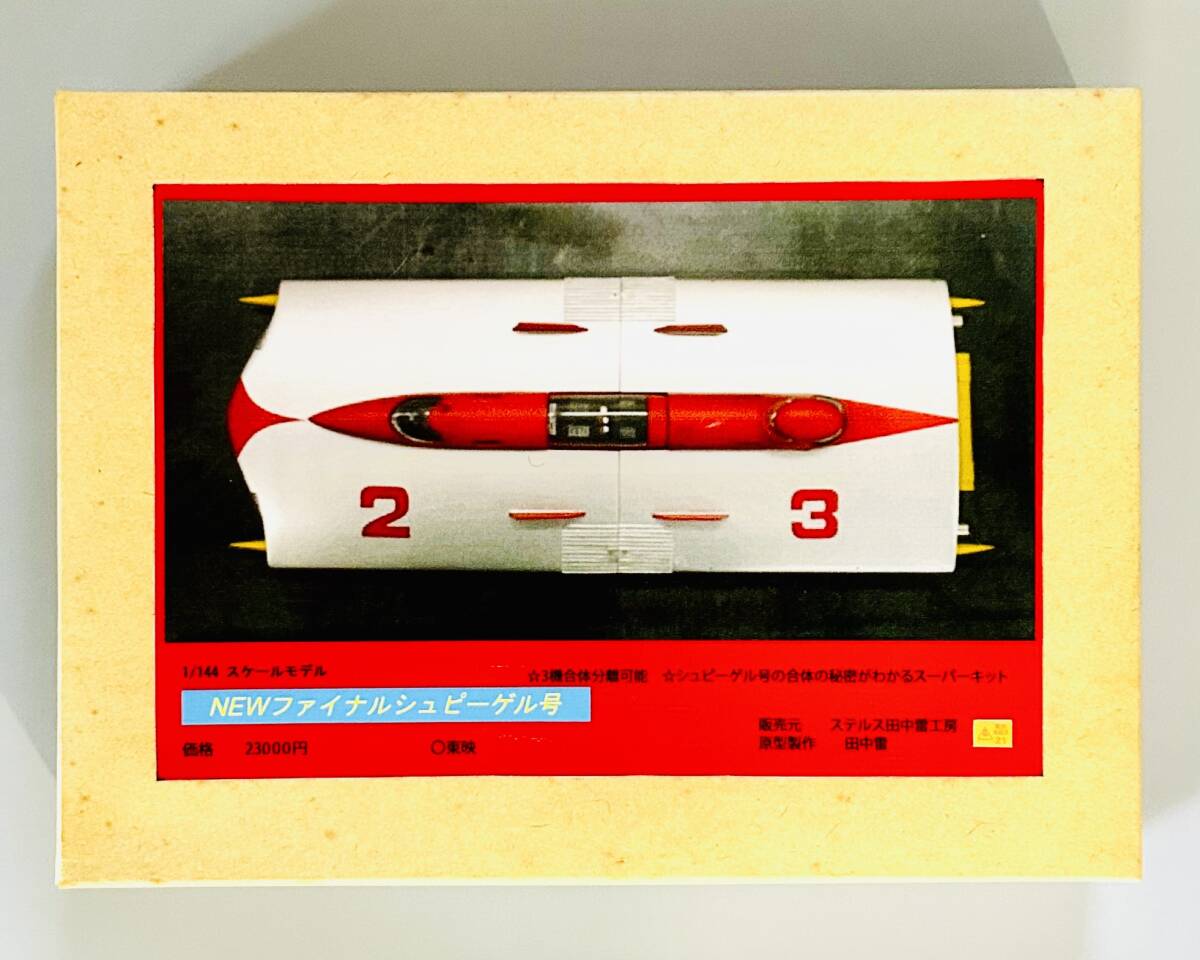 2
3
1/144 スケールモデル
☆3機合体分離可能 ☆シュピーゲル号の合体の秘密がわかるスーパーキット
NEWファイナルシュピーゲル号
販売元 ステルス田中雷工房
価格 23000円
〇東映
原型製作 田中雷